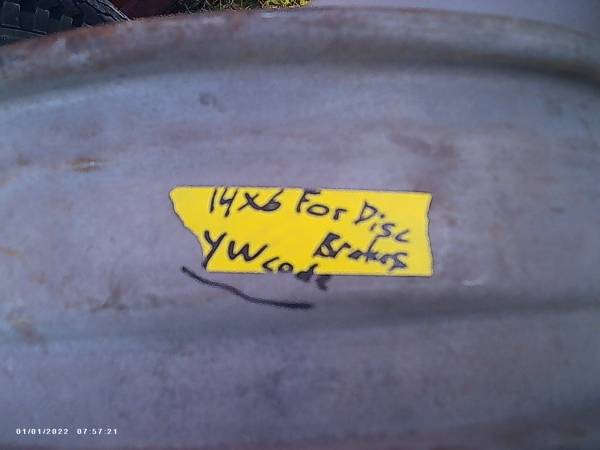 14x6 For Disc
Brakes
YW code
01/01/2022 07:57:21